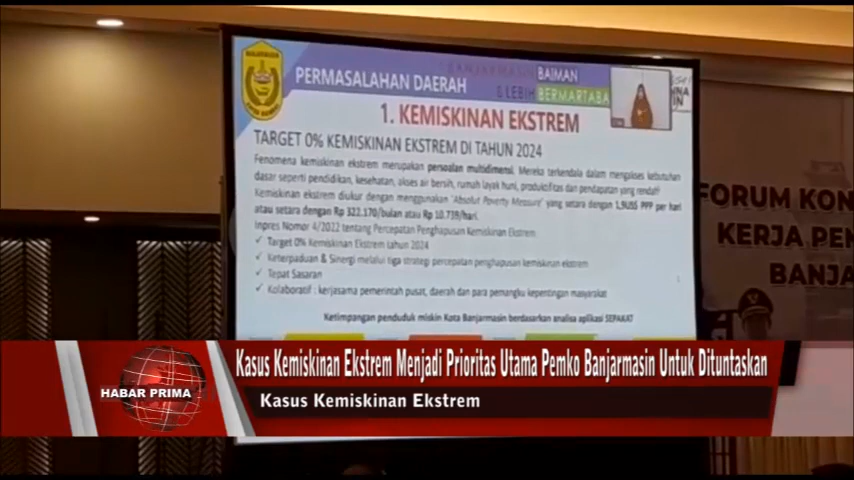 PERMASALAHAN DAERAH
BAIMAN
& LEBIH BERMARTABA
1. KEMISKINAN EKSTREM
TARGET 0% KEMISKINAN EKSTREM DI TAHUN 2024
Fenomena kemiskinan ekstrem merupakan persoalan multidimensi. Mereka terkendala dalam mengakses kebutuhan
dasar seperti pendidikan, kesehatan, akses air bersih, rumah layak huni, produktifitas dan pendapatan yang rendah
Kemiskinan ekstrem diukur dengan menggunakan "Absolut Poverty Measure" yang setara dengan 1,9US$ PPP per hari
atau setara dengan Rp 322.170/bulan atau Rp 10.739/hari.
Inpres Nomor 4/2022 tentang Percepatan Penghapusan Kemiskinan Ekstrem:
✓ Target 0% Kemiskinan Ekstrem tahun 2024
✓ Keterpaduan & Sinergi melalui tiga strategi percepatan penghapusan kemiskinan ekstrem
✓ Tepat Sasaran
✓ Kolaboratif : kerjasama pemerintah pusat, daerah dan para pemangku kepentingan masyarakat
Ketimpangan penduduk miskin Kota Banjarmasin berdasarkan analisa aplikasi SEPAKAT
FORUM KON
KERJA PE
BANJA
Kasus Kemiskinan Ekstrem Menjadi Prioritas Utama Pemko Banjarmasin Untuk Dituntaskan
HABAR PRIMA
Kasus Kemiskinan Ekstrem